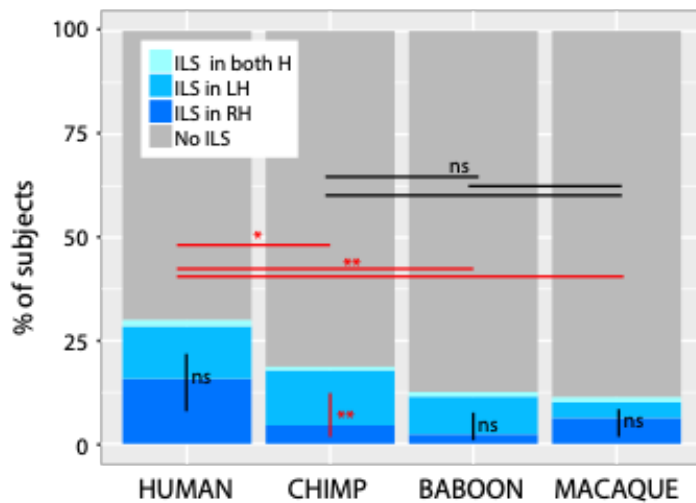 100
ILS in both H
ILS in LH
ILS in RH
No ILS
75
ns
% of subjects
50
*
**
25
ns
**
ns
ns
0
HUMAN CHIMP BABOON MACAQUE